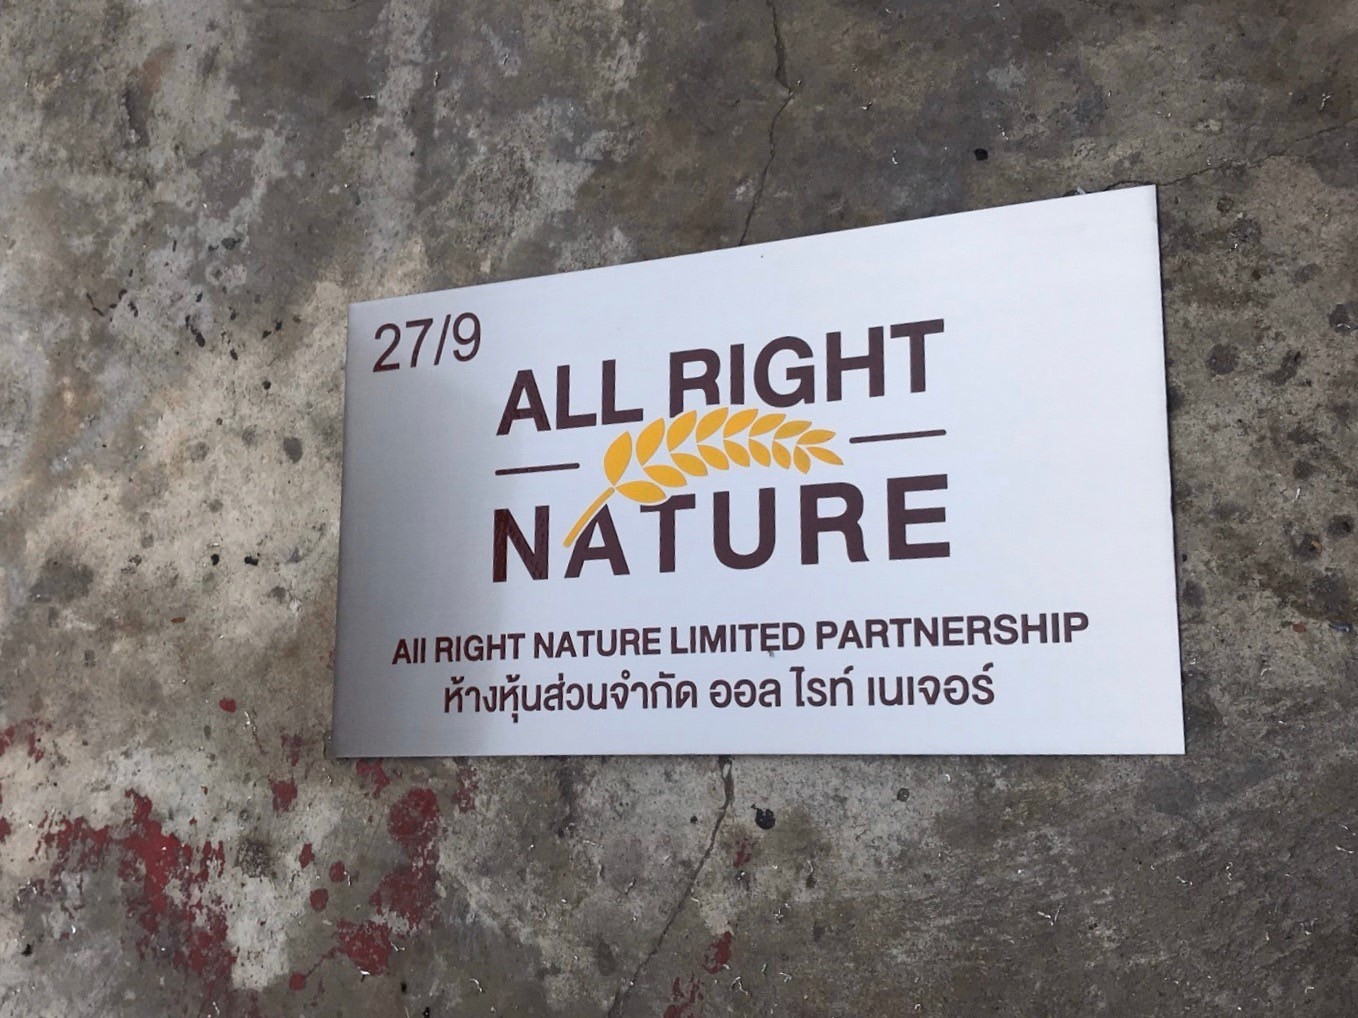 27/9
ALL RIGHT
NATURE
All RIGHT NATURE LIMITED PARTNERSHIP
ห้างหุ้นส่วนจำกัด ออล ไรท์ เนเจอร์